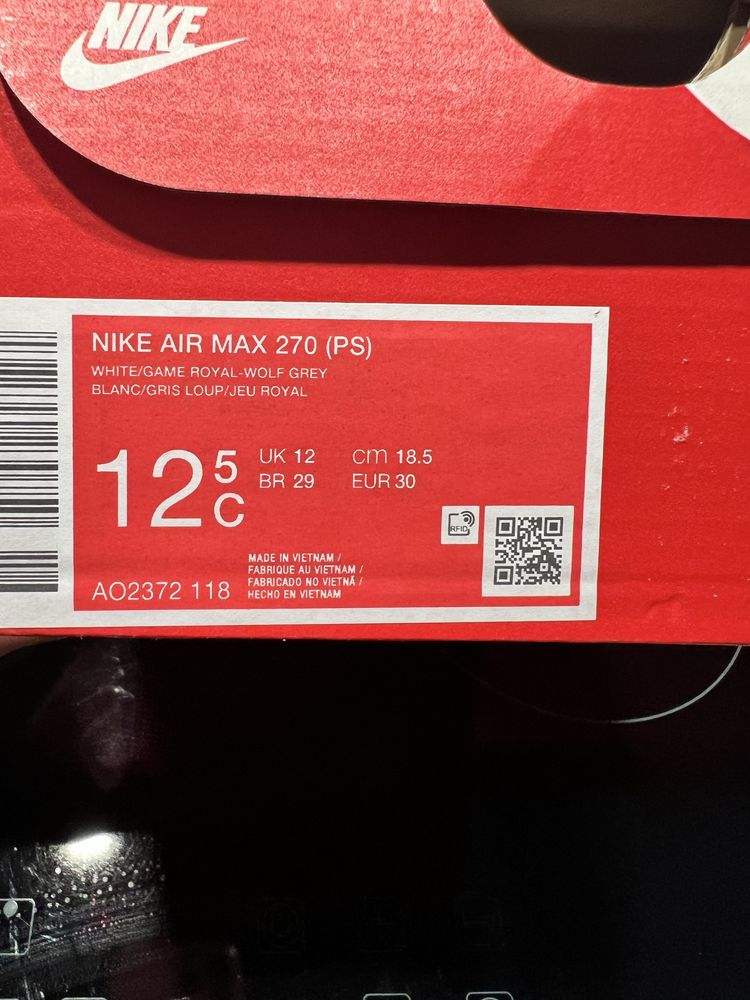 NIKE
NIKE AIR MAX 270 (PS)
WHITE/GAME ROYAL-WOLF GREY
BLANC/GRIS LOUP/JEU ROYAL
12 5 C
UK 12 cm 18.5
BR 29 EUR 30
RFID
MADE IN VIETNAM /
FABRIQUE AU VIETNAM /
FABRICADO NO VIETNÃ /
HECHO EN VIETNAM
AO2372 118